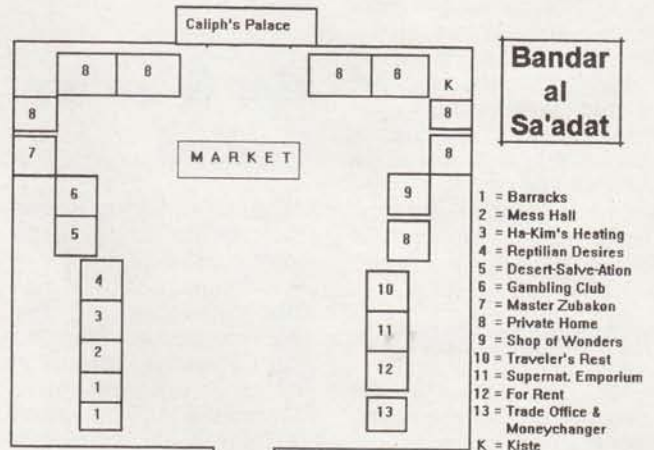 Caliph's Palace
8 8 8 8
K
8 8
7 8
MARKET
6 9
5 8
4 10
3 11
2 12
1
1 13
Bandar
al
Sa'adat
1 = Barracks
2 = Mess Hall
3 = Ha-Kim's Heating
4 = Reptilian Desires
5 = Desert-Salve-Ation
6 = Gambling Club
7 = Master Zubakon
8 = Private Home
9 = Shop of Wonders
10 = Traveler's Rest
11 = Supernat. Emporium
12 = For Rent
13 = Trade Office &
Moneychanger
K = Kiste